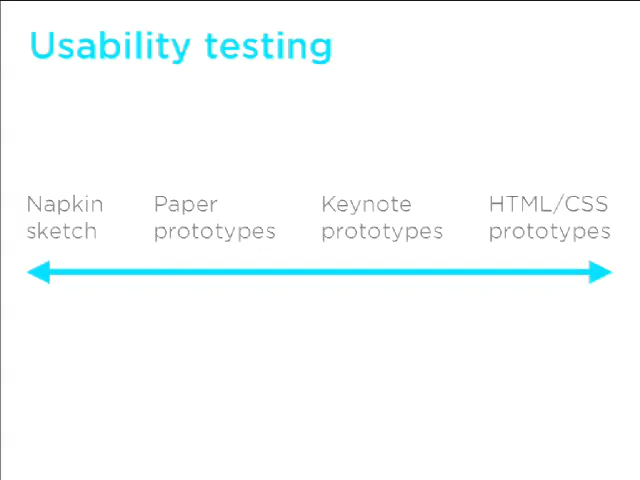 Usability testing
Napkin sketch
Paper prototypes
Keynote prototypes
HTML/CSS prototypes